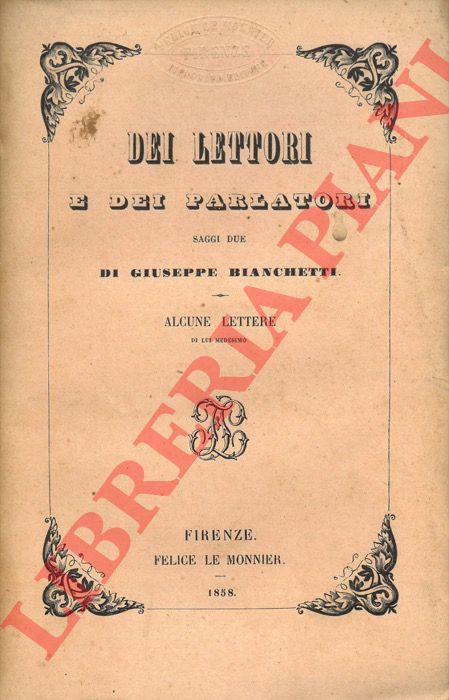 DEI LETTORI
E DEI PARLATORI
SAGGI DUE
DI GIUSEPPE BIANCHETTI.
ALCUNE LETTERE
DI LUI MEDESIMO
FIRENZE.
FELICE LE MONNIER.
1858.
LIBRERIA PIANI